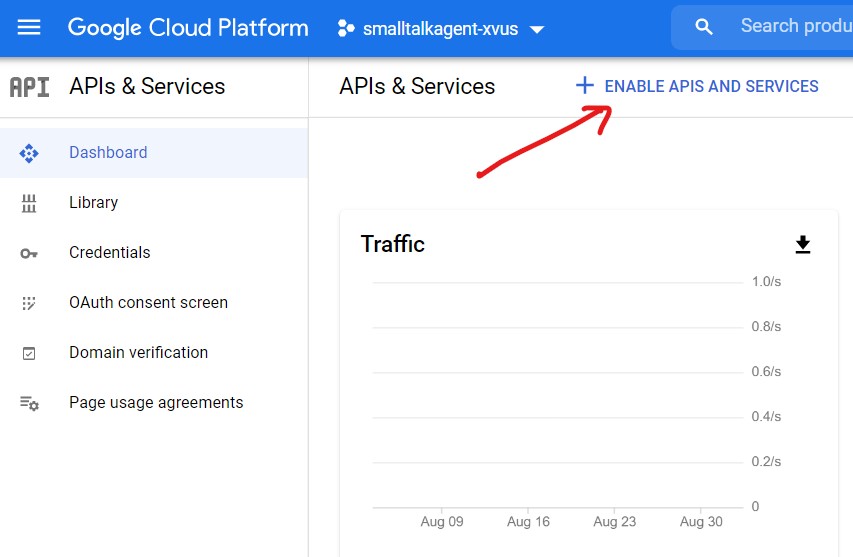 Google Cloud Platform
smalltalkagent-xvus
Search produ
API
APIs & Services
APIs & Services
ENABLE APIS AND SERVICES
Dashboard
Library
Credentials
OAuth consent screen
Domain verification
Page usage agreements
Traffic
1.0/s
0.8/s
0.6/s
0.4/s
0.2/s
0
Aug 09 Aug 16 Aug 23 Aug 30